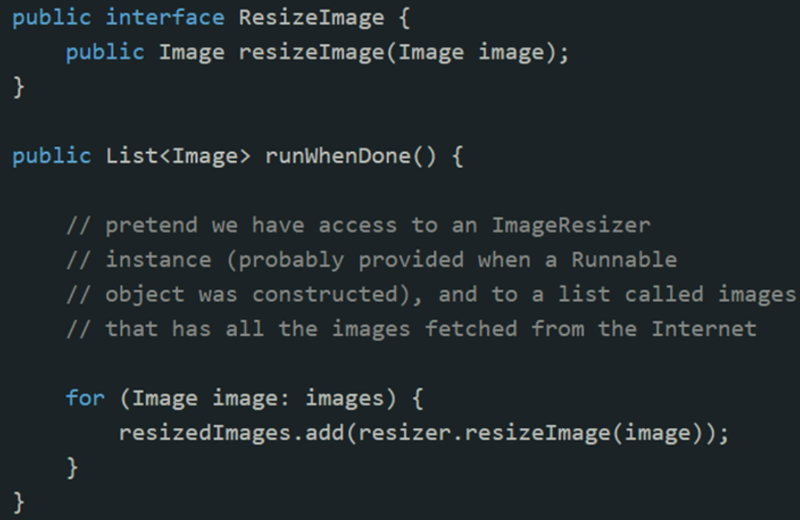 public interface ResizeImage {
    public Image resizeImage(Image image);
}
public List<Image> runWhenDone() {
    // pretend we have access to an ImageResizer
    // instance (probably provided when a Runnable
    // object was constructed), and to a list called images
    // that has all the images fetched from the Internet
    for (Image image: images) {
        resizedImages.add(resizer.resizeImage(image));
    }
}